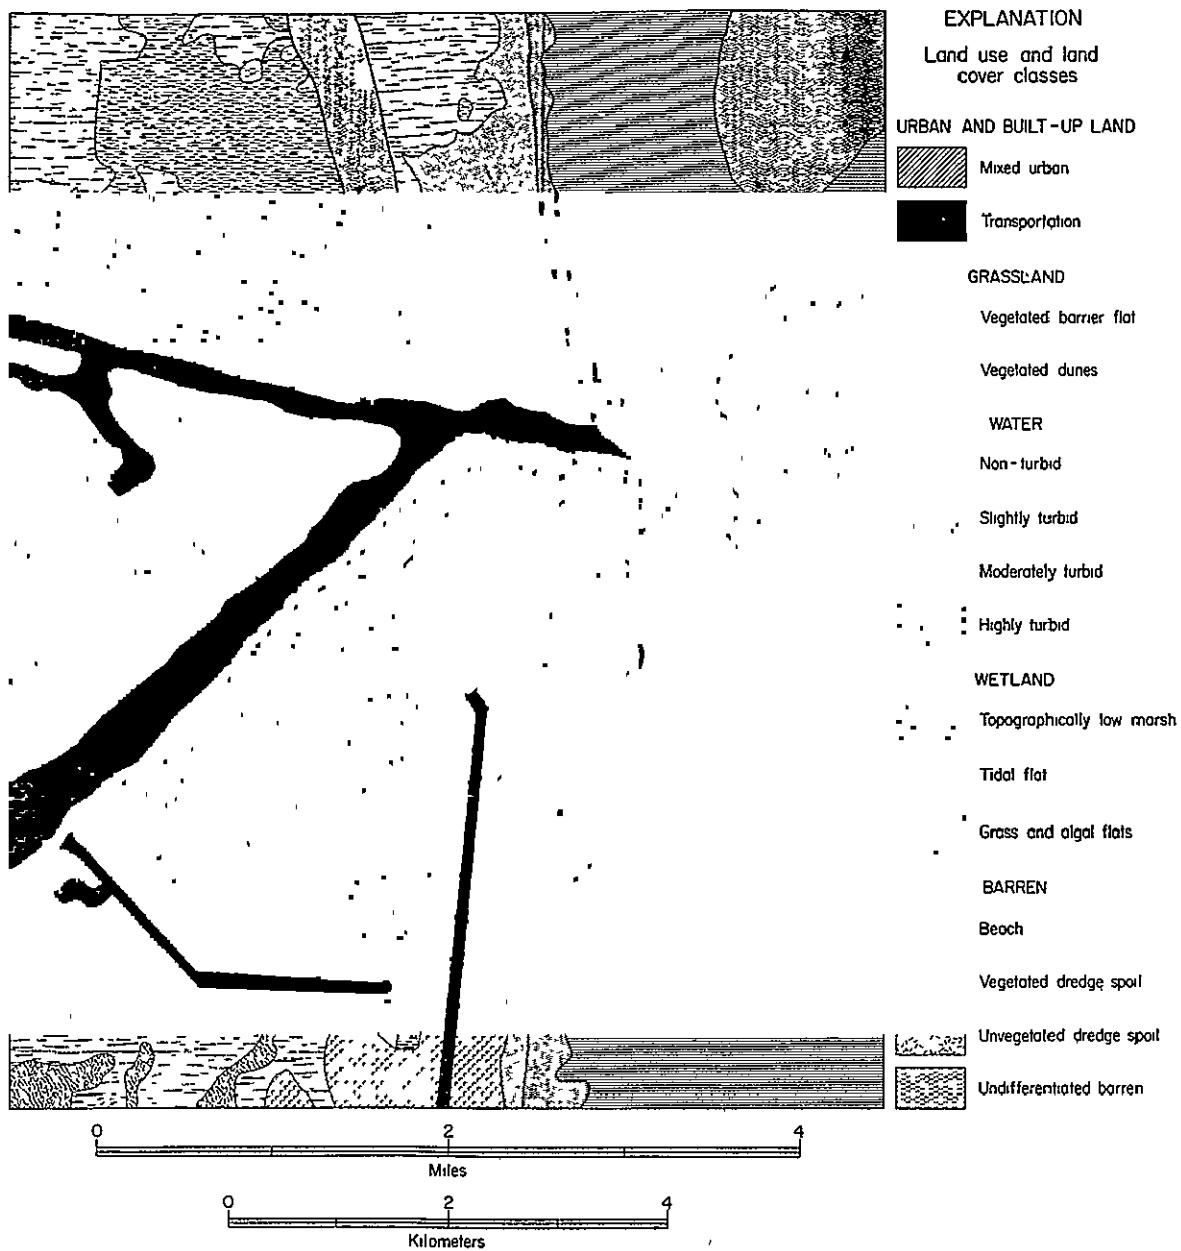 EXPLANATION
Land use and land
cover classes
URBAN AND BUILT-UP LAND
Mixed urban
Transportation
GRASSLAND
Vegetated barrier flat
Vegetated dunes
WATER
Non-turbid
Slightly turbid
Moderately turbid
Highly turbid
WETLAND
Topographically low marsh
Tidal flat
Grass and algal flats
BARREN
Beach
Vegetated dredge spoil
Unvegetated dredge spoil
Undifferentiated barren
0 2 4
Miles
0 2 4
Kilometers